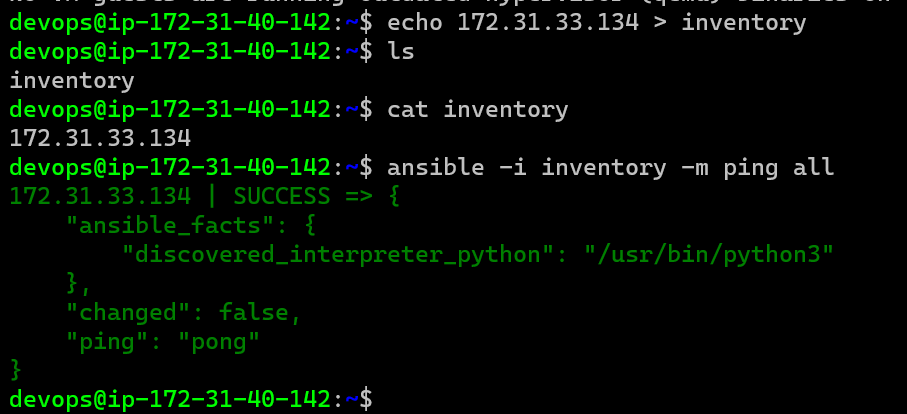 devops@ip-172-31-40-142:~$ echo 172.31.33.134 > inventory
devops@ip-172-31-40-142:~$ ls
inventory
devops@ip-172-31-40-142:~$ cat inventory
172.31.33.134
devops@ip-172-31-40-142:~$ ansible -i inventory -m ping all
172.31.33.134 | SUCCESS => {
    "ansible_facts": {
        "discovered_interpreter_python": "/usr/bin/python3"
    },
    "changed": false,
    "ping": "pong"
}
devops@ip-172-31-40-142:~$